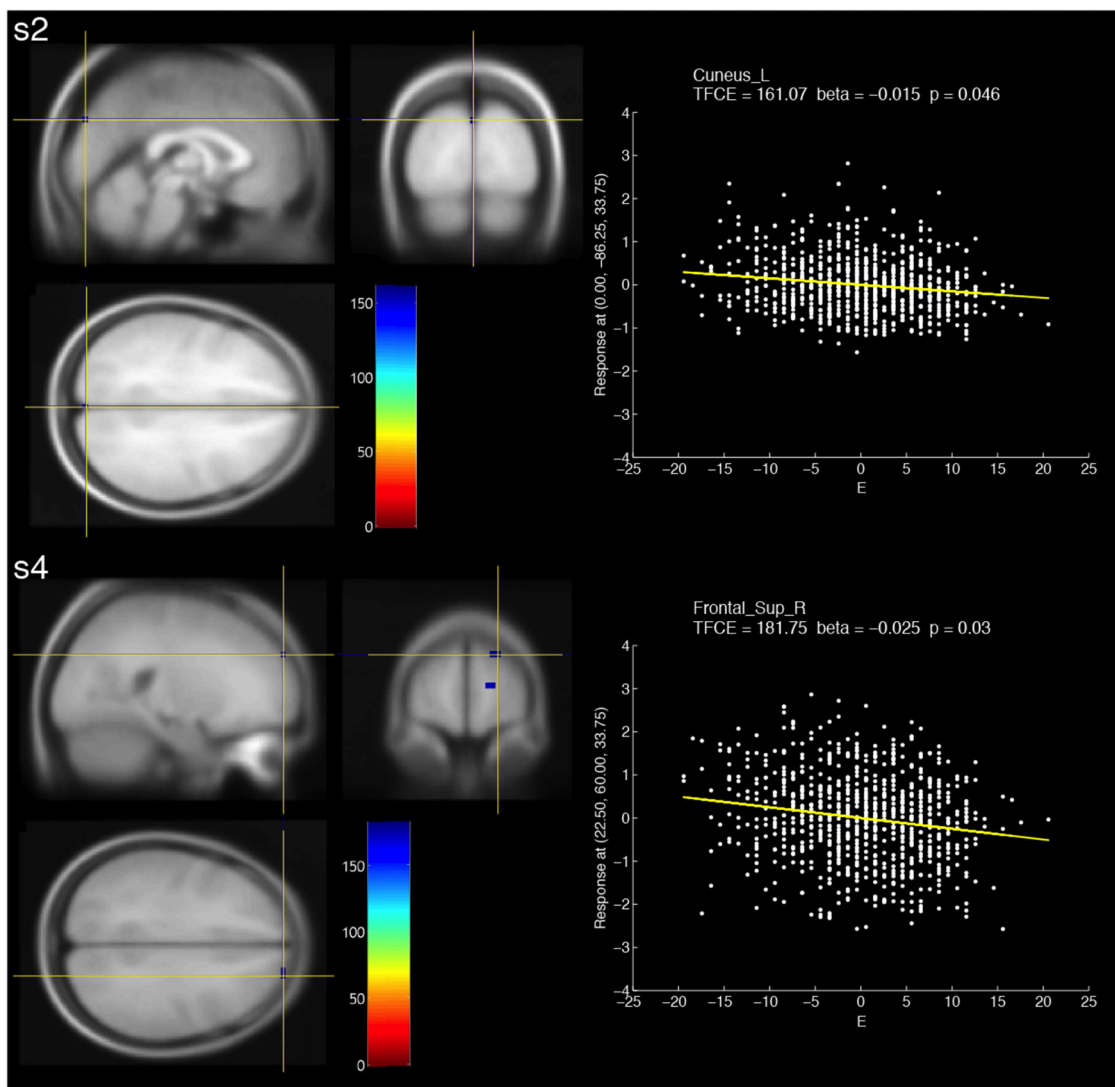 s2
Cuneus_L
TFCE = 161.07 beta = −0.015 p = 0.046
4
3
2
1
0
−1
−2
−3
−4
Response at (0.00, −86.25, 33.75)
−25 −20 −15 −10 −5 0 5 10 15 20 25
E
150
100
50
0
s4
Frontal_Sup_R
TFCE = 181.75 beta = −0.025 p = 0.03
4
3
2
1
0
−1
−2
−3
−4
Response at (22.50, 60.00, 33.75)
−25 −20 −15 −10 −5 0 5 10 15 20 25
E
150
100
50
0